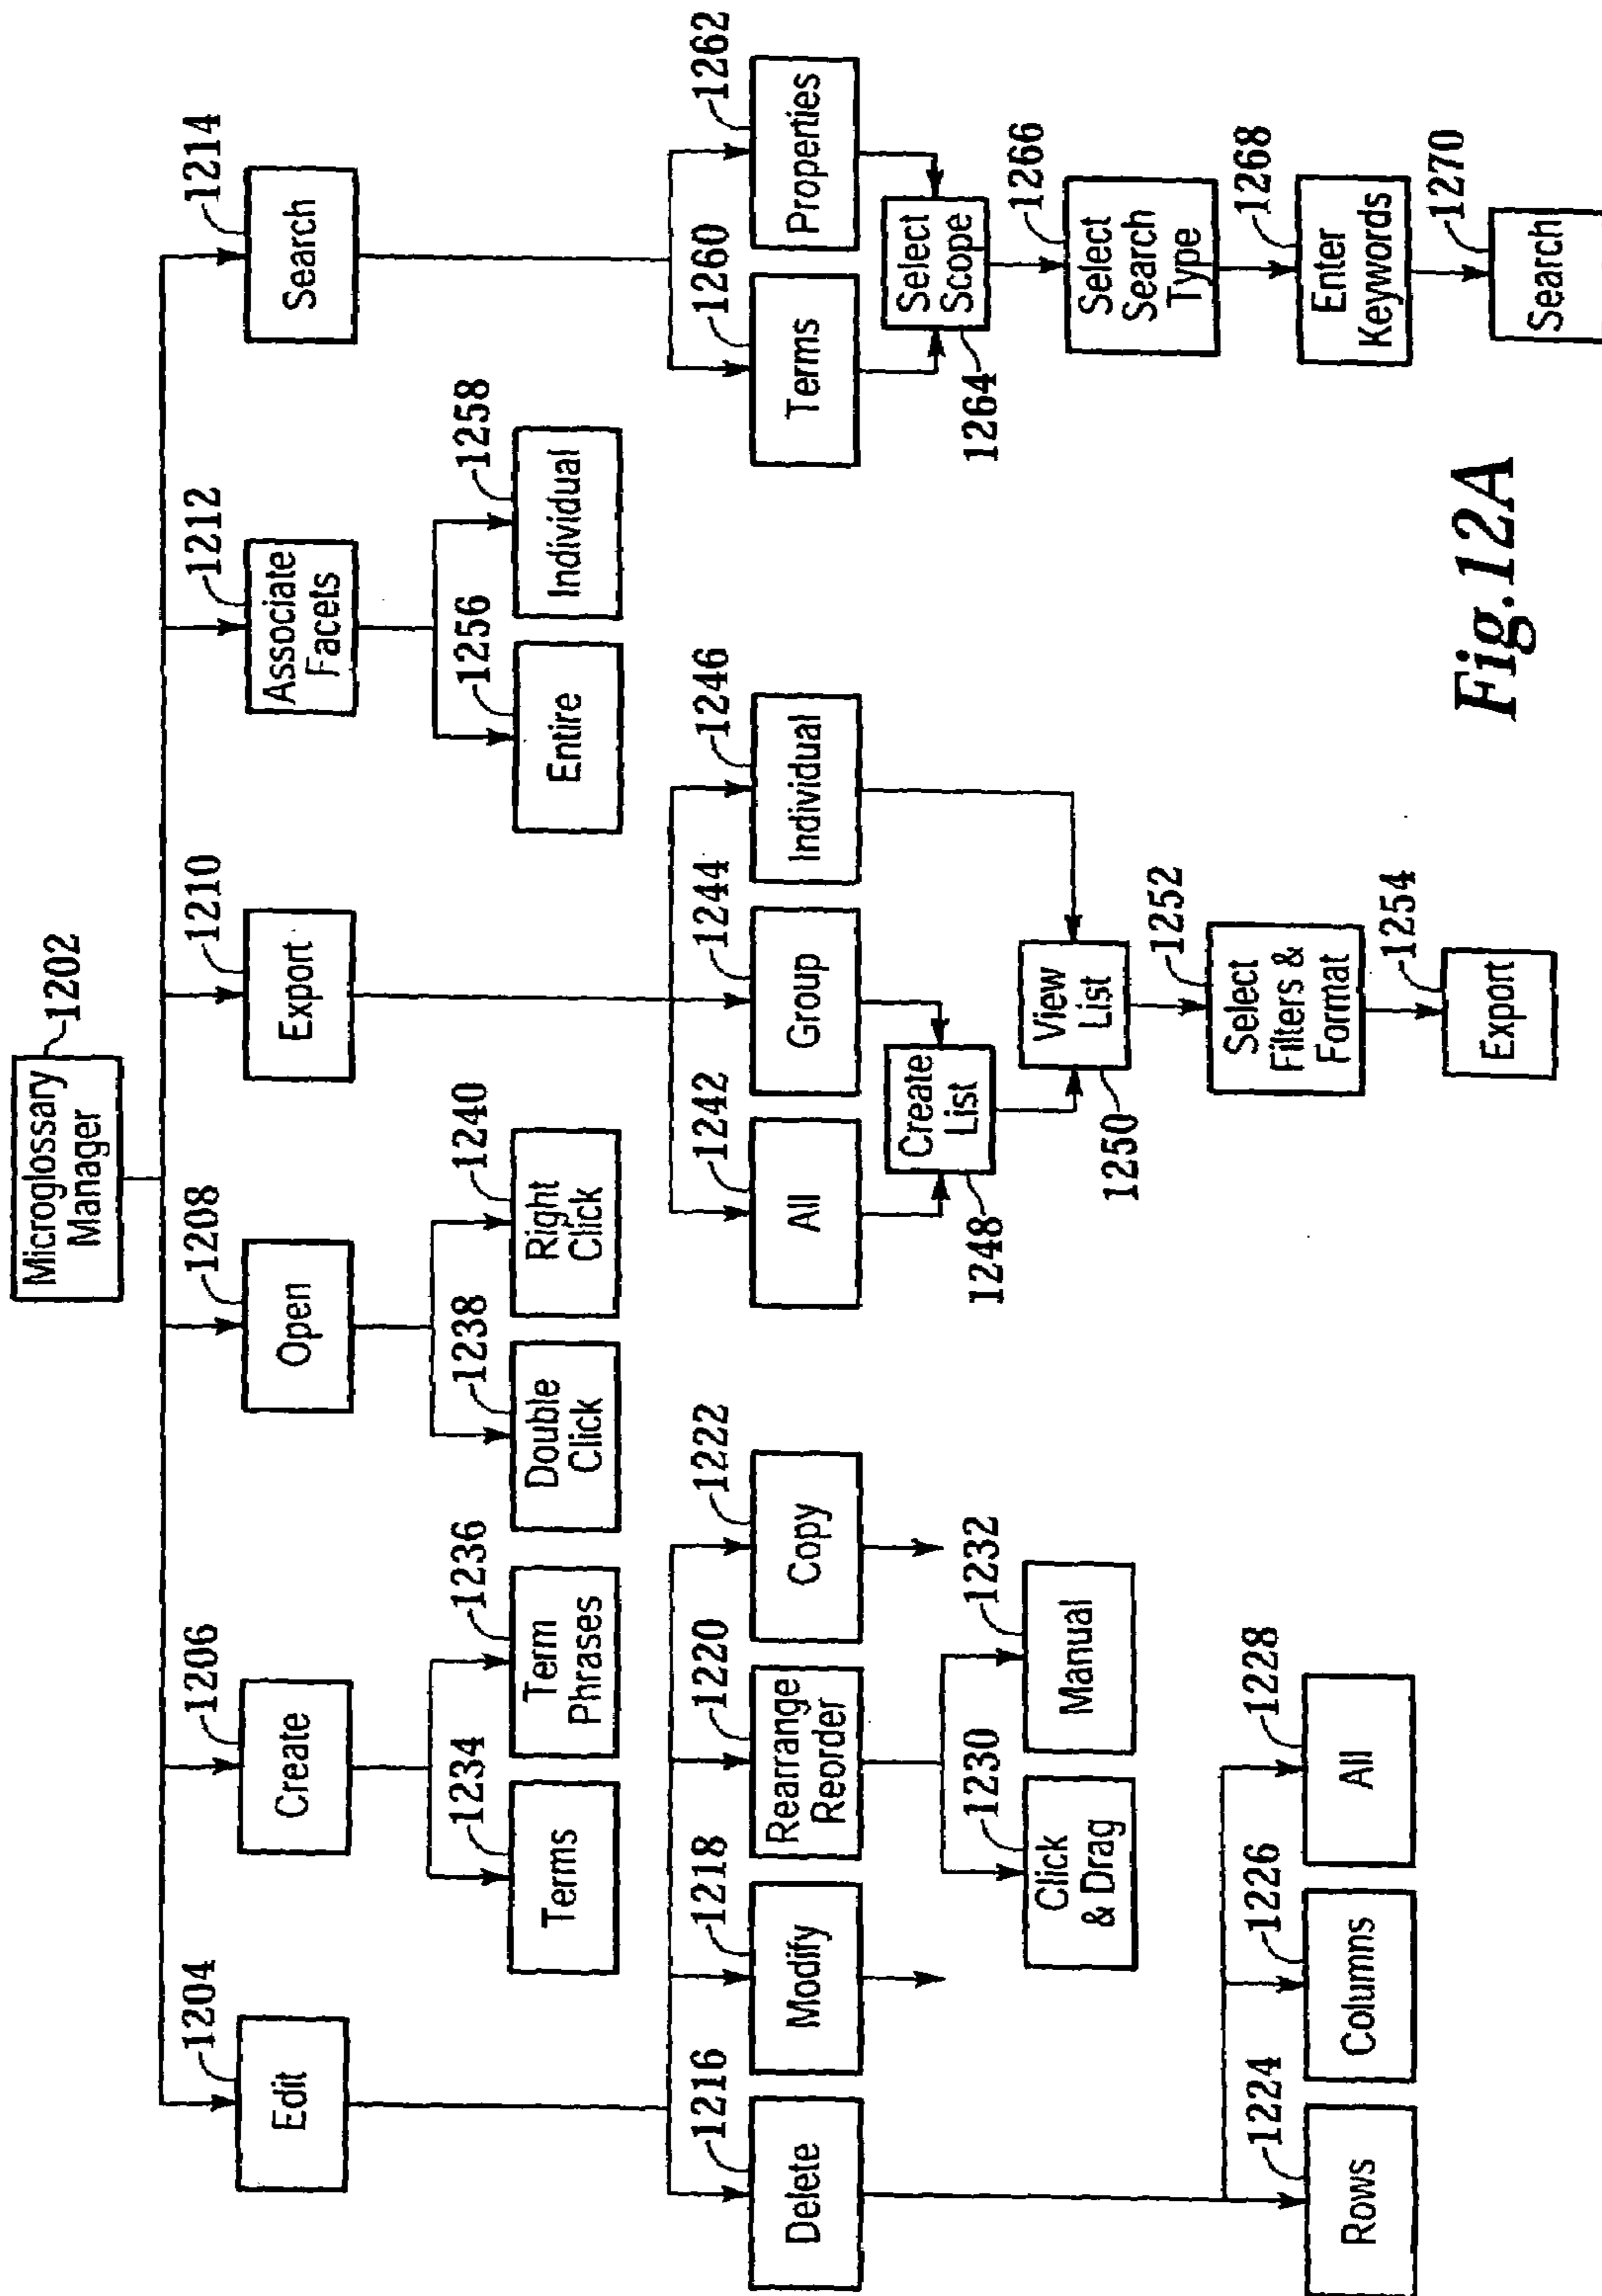 Microglossary
Manager
1202
Edit
1204
Create
1206
Open
1208
Export
1210
Associate
Facets
1212
Search
1214
Terms
1234
Term
Phrases
1236
Double
Click
1238
Right
Click
1240
Entire
1256
Individual
1258
Delete
1216
Modify
1218
Rearrange
Reorder
1220
Copy
1222
All
1242
Group
1244
Individual
1246
Terms
1260
Properties
1262
Create
List
1248
Select
Scope
1264
Click
& Drag
1230
Manual
1232
View
List
1250
Select
Search
Type
1266
Select
Filters &
Format
1252
Enter
Keywords
1268
Rows
1224
Columns
1226
All
1228
Export
1254
Search
1270
Fig.12A